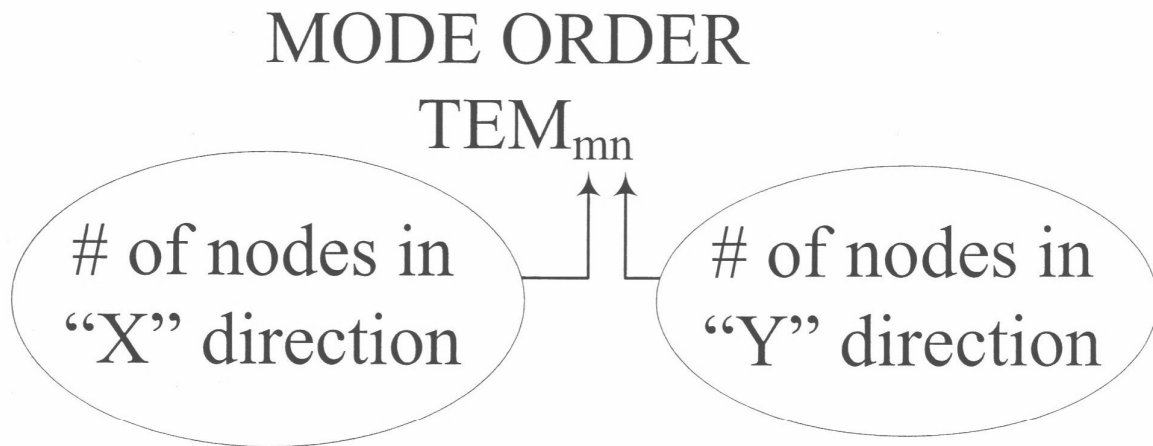 MODE ORDER
TEMmn
# of nodes in
“X” direction
# of nodes in
“Y” direction